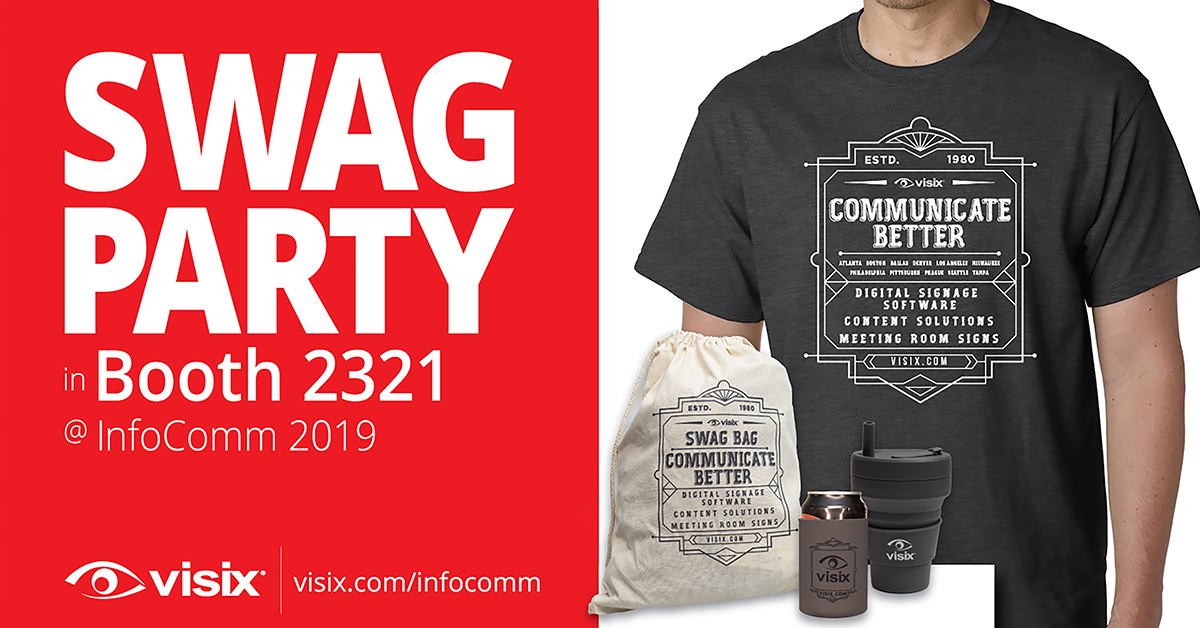 SWAG
PARTY
in Booth 2321
@ InfoComm 2019
visix®
visix.com/infocomm
ESTD. 1980
visix
COMMUNICATE
BETTER
ATLANTA BOSTON DALLAS DENVER LOS ANGELES MILWAUKEE
PHILADELPHIA PITTSBURGH PRAGUE SEATTLE TAMPA
DIGITAL SIGNAGE
SOFTWARE
CONTENT SOLUTIONS
MEETING ROOM SIGNS
VISIX.COM
ESTD. 1980
visix
SWAG BAG
COMMUNICATE
BETTER
DIGITAL SIGNAGE
SOFTWARE
CONTENT SOLUTIONS
MEETING ROOM SIGNS
VISIX.COM
visix
VISIX.COM
visix